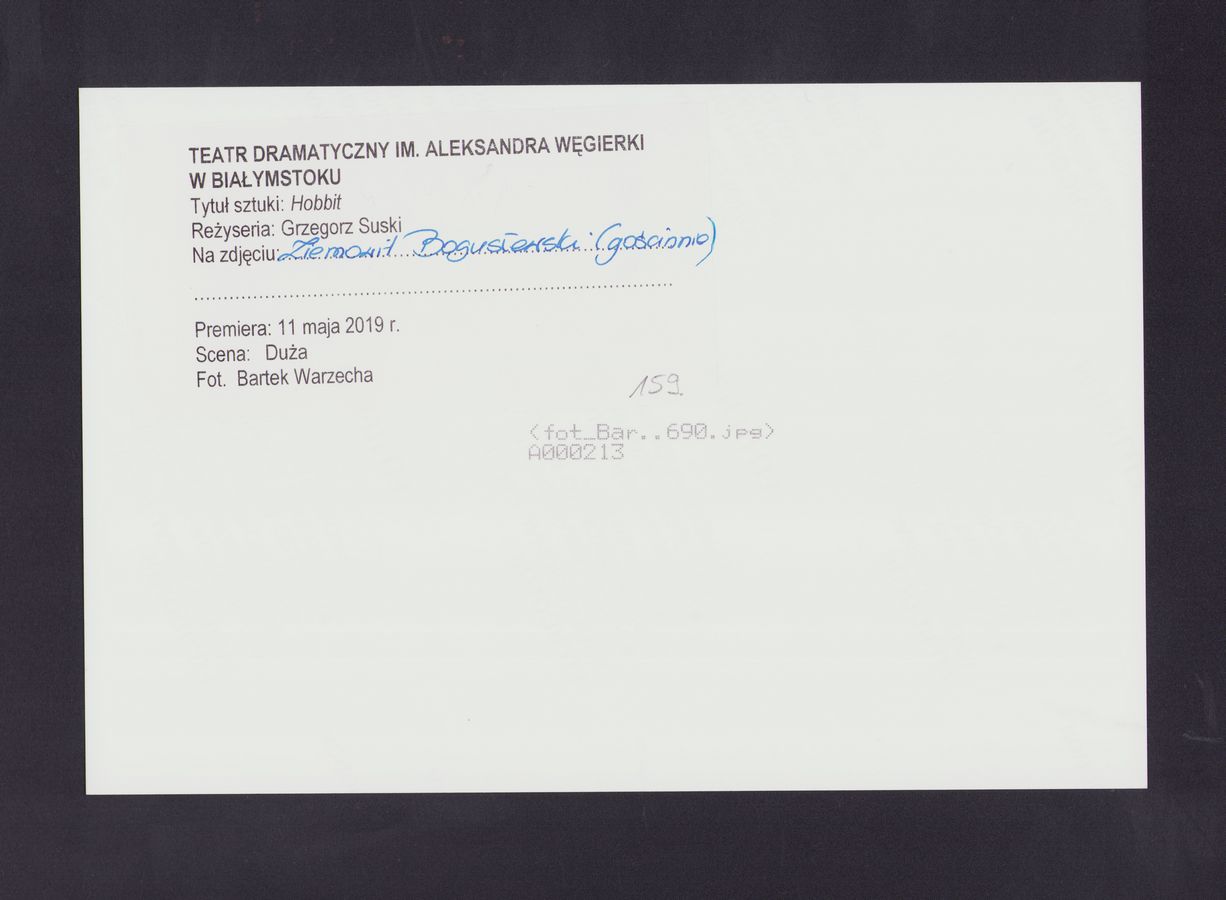 TEATR DRAMATYCZNY IM. ALEKSANDRA WĘGIERKI
W BIAŁYMSTOKU
Tytuł sztuki: Hobbit
Reżyseria: Grzegorz Suski
Na zdjęciu: Ziemowit Bogusławski (gościnnie)
Premiera: 11 maja 2019 r.
Scena: Duża
Fot. Bartek Warzecha
159.
<fot_Bar..690.jpg>
A000213